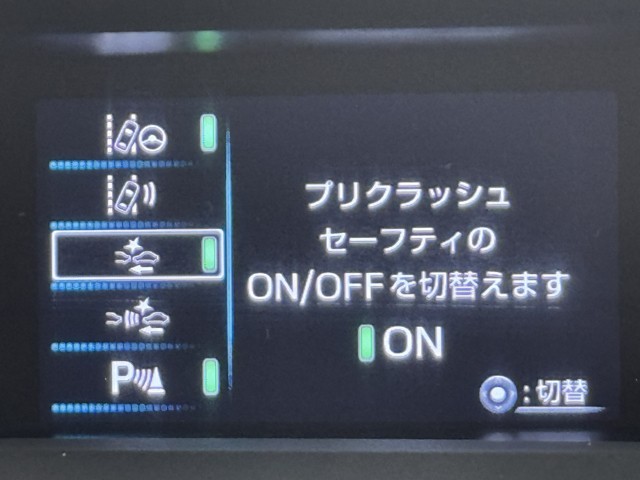 プリクラッシュ
セーフティの
ON/OFFを切替えます
ON
P
:切替